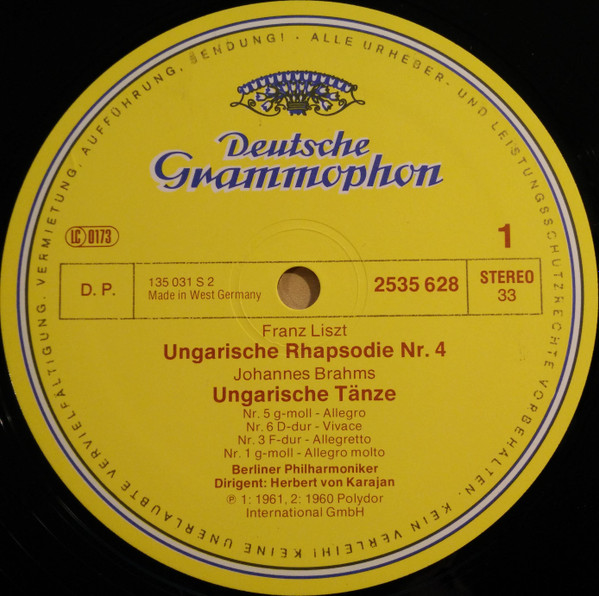 ALLE URHEBER- UND LEISTUNGSSCHUTZRECHTE VORBEHALTEN. KEIN VERLEIH! KEINE UNERLAUBTE VERVIELFÄLTIGUNG, VERMIETUNG, AUFFÜHRUNG, SENDUNG! -
Deutsche
Grammophon
LC 0173
1
D. P.
135 031 S 2
Made in West Germany
2535 628
STEREO
33
Franz Liszt
Ungarische Rhapsodie Nr. 4
Johannes Brahms
Ungarische Tänze
Nr. 5 g-moll - Allegro
Nr. 6 D-dur - Vivace
Nr. 3 F-dur - Allegretto
Nr. 1 g-moll - Allegro molto
Berliner Philharmoniker
Dirigent: Herbert von Karajan
℗ 1: 1961, 2: 1960 Polydor
International GmbH